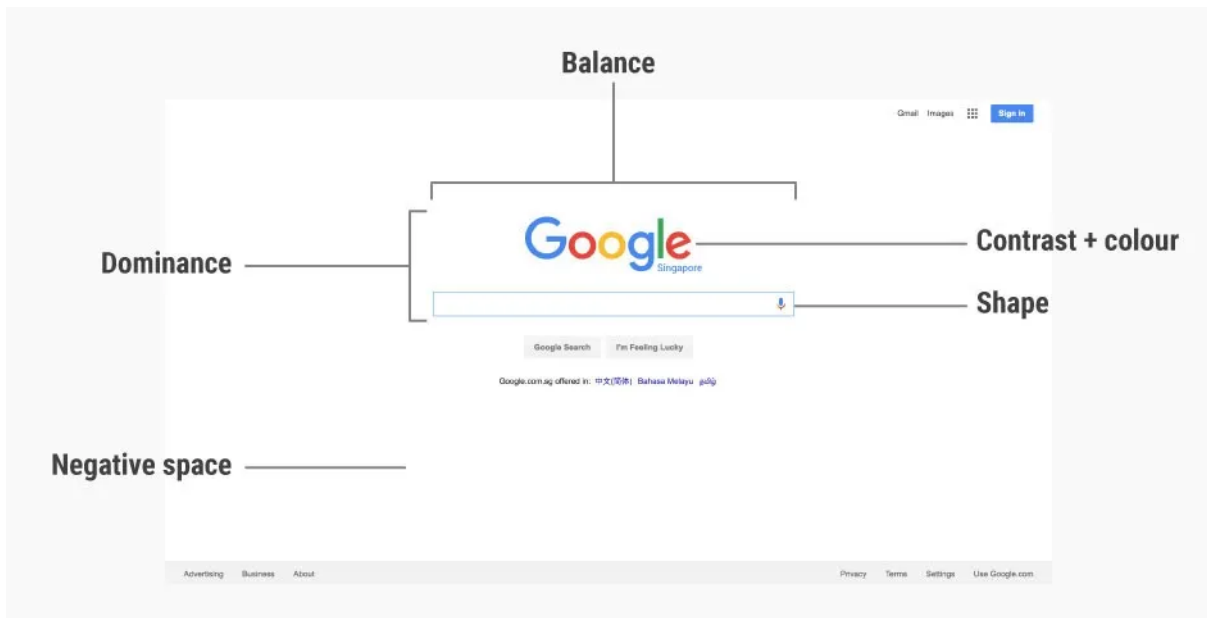 Balance
Gmail Images Sign in
Google
Singapore
Contrast + colour
Dominance
Shape
Google Search I'm Feeling Lucky
Google.com.sg offered in: 中文(简体) Bahasa Melayu தமிழ்
Negative space
Advertising Business About Privacy Terms Settings Use Google.com